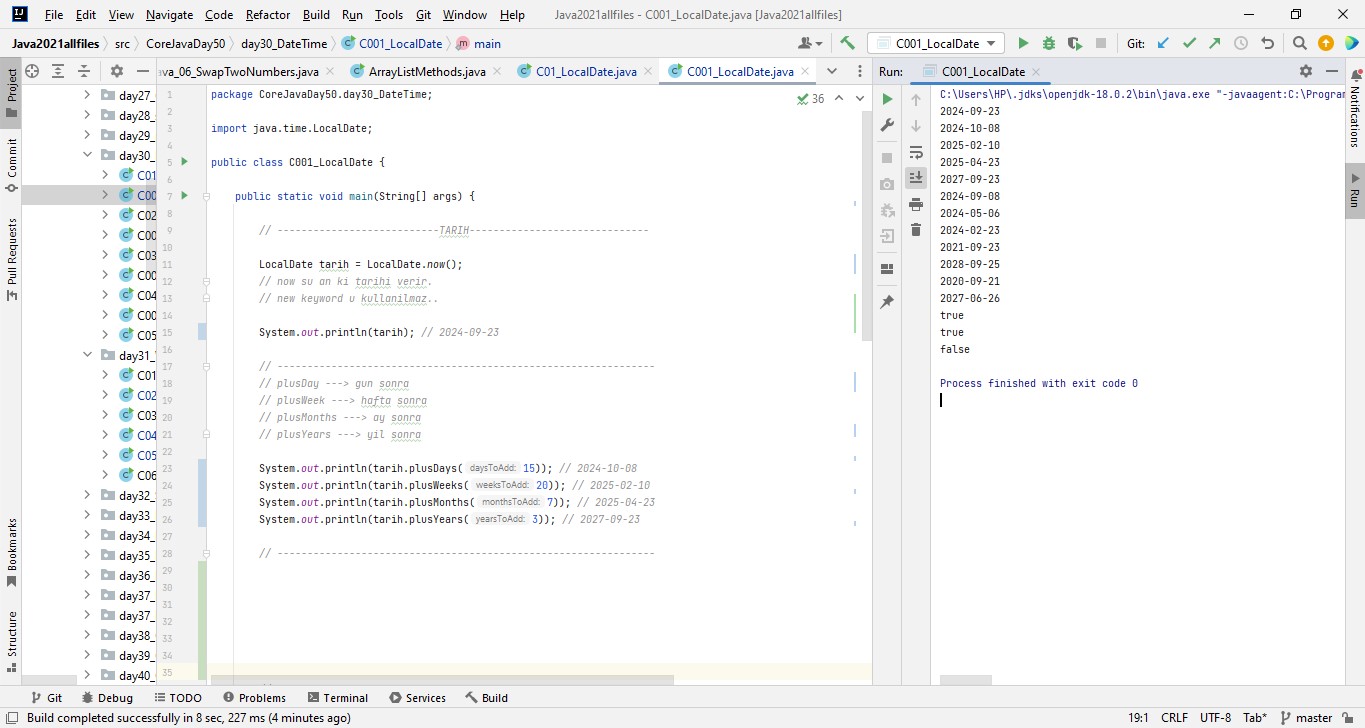 File Edit View Navigate Code Refactor Build Run Tools Git Window Help Java2021allfiles - C001_LocalDate.java [Java2021allfiles]
Java2021allfiles src CoreJavaDay50 day30_DateTime C001_LocalDate main C001_LocalDate Git:
Project
Commit
Pull Requests
Bookmarks
Structure
day27_
day28_
day29_
day30_
C01
C00
C02
C00
C03
C00
C04
C00
C05
day31_
C01
C02
C03
C04
C05
C06
day32_
day33_
day34_
day35_
day36_
day37_
day37_
day38_
day39_
day40_
va_06_SwapTwoNumbers.java ArrayListMethods.java C01_LocalDate.java C001_LocalDate.java
36
1 package CoreJavaDay50.day30_DateTime;
2
3 import java.time.LocalDate;
4
5 public class C001_LocalDate {
6
7 public static void main(String[] args) {
8
9 // ---------------------------TARIH------------------------------
10
11 LocalDate tarih = LocalDate.now();
12 // now su an ki tarihi verir.
13 // new keyword u kullanilmaz..
14
15 System.out.println(tarih); // 2024-09-23
16
17 // ---------------------------------------------------------------
18 // plusDay ---> gun sonra
19 // plusWeek ---> hafta sonra
20 // plusMonths ---> ay sonra
21 // plusYears ---> yil sonra
22
23 System.out.println(tarih.plusDays( daysToAdd: 15)); // 2024-10-08
24 System.out.println(tarih.plusWeeks( weeksToAdd: 20)); // 2025-02-10
25 System.out.println(tarih.plusMonths( monthsToAdd: 7)); // 2025-04-23
26 System.out.println(tarih.plusYears( yearsToAdd: 3)); // 2027-09-23
27
28 // ---------------------------------------------------------------
29
30
31
32
33
34
35
Run: C001_LocalDate
C:\Users\HP\.jdks\openjdk-18.0.2\bin\java.exe "-javaagent:C:\Program
2024-09-23
2024-10-08
2025-02-10
2025-04-23
2027-09-23
2024-09-08
2024-05-06
2024-02-23
2021-09-23
2028-09-25
2020-09-21
2027-06-26
true
true
false
Process finished with exit code 0
Notifications
Run
Git Debug TODO Problems Terminal Services Build
Build completed successfully in 8 sec, 227 ms (4 minutes ago) 19:1 CRLF UTF-8 Tab* master